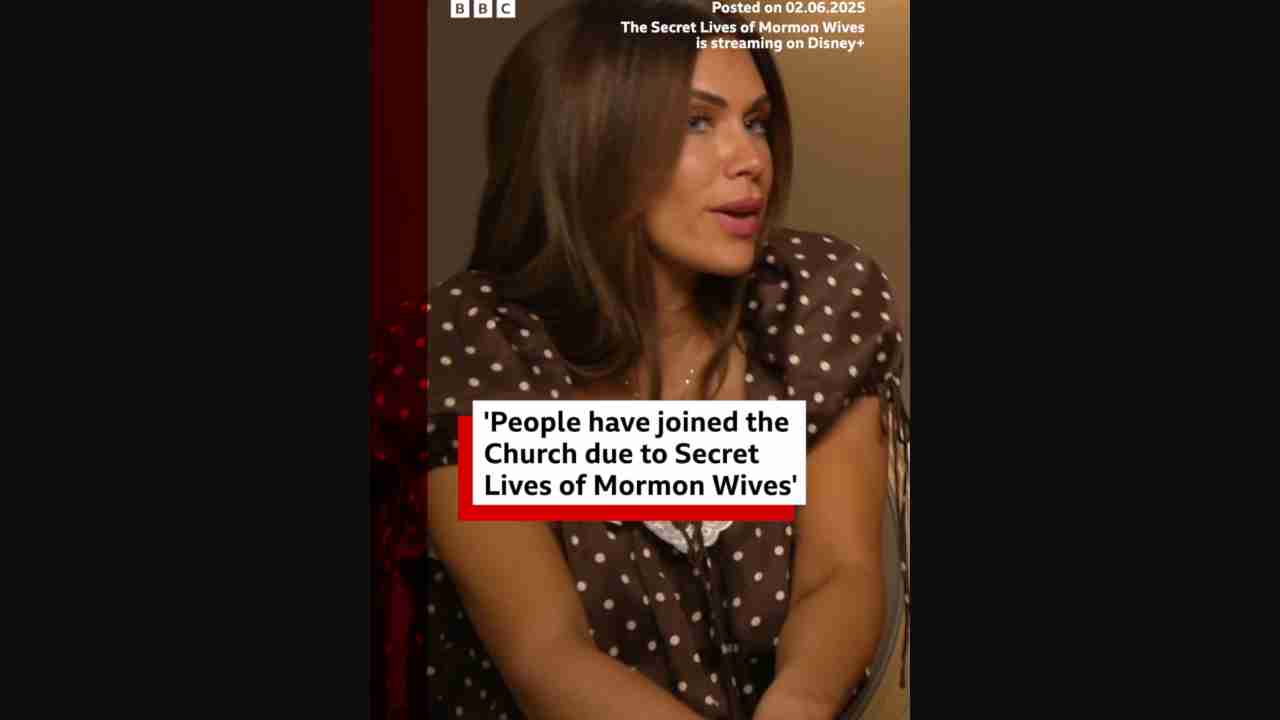 BBC
Posted on 02.06.2025
The Secret Lives of Mormon Wives
is streaming on Disney+
'People have joined the
Church due to Secret
Lives of Mormon Wives'